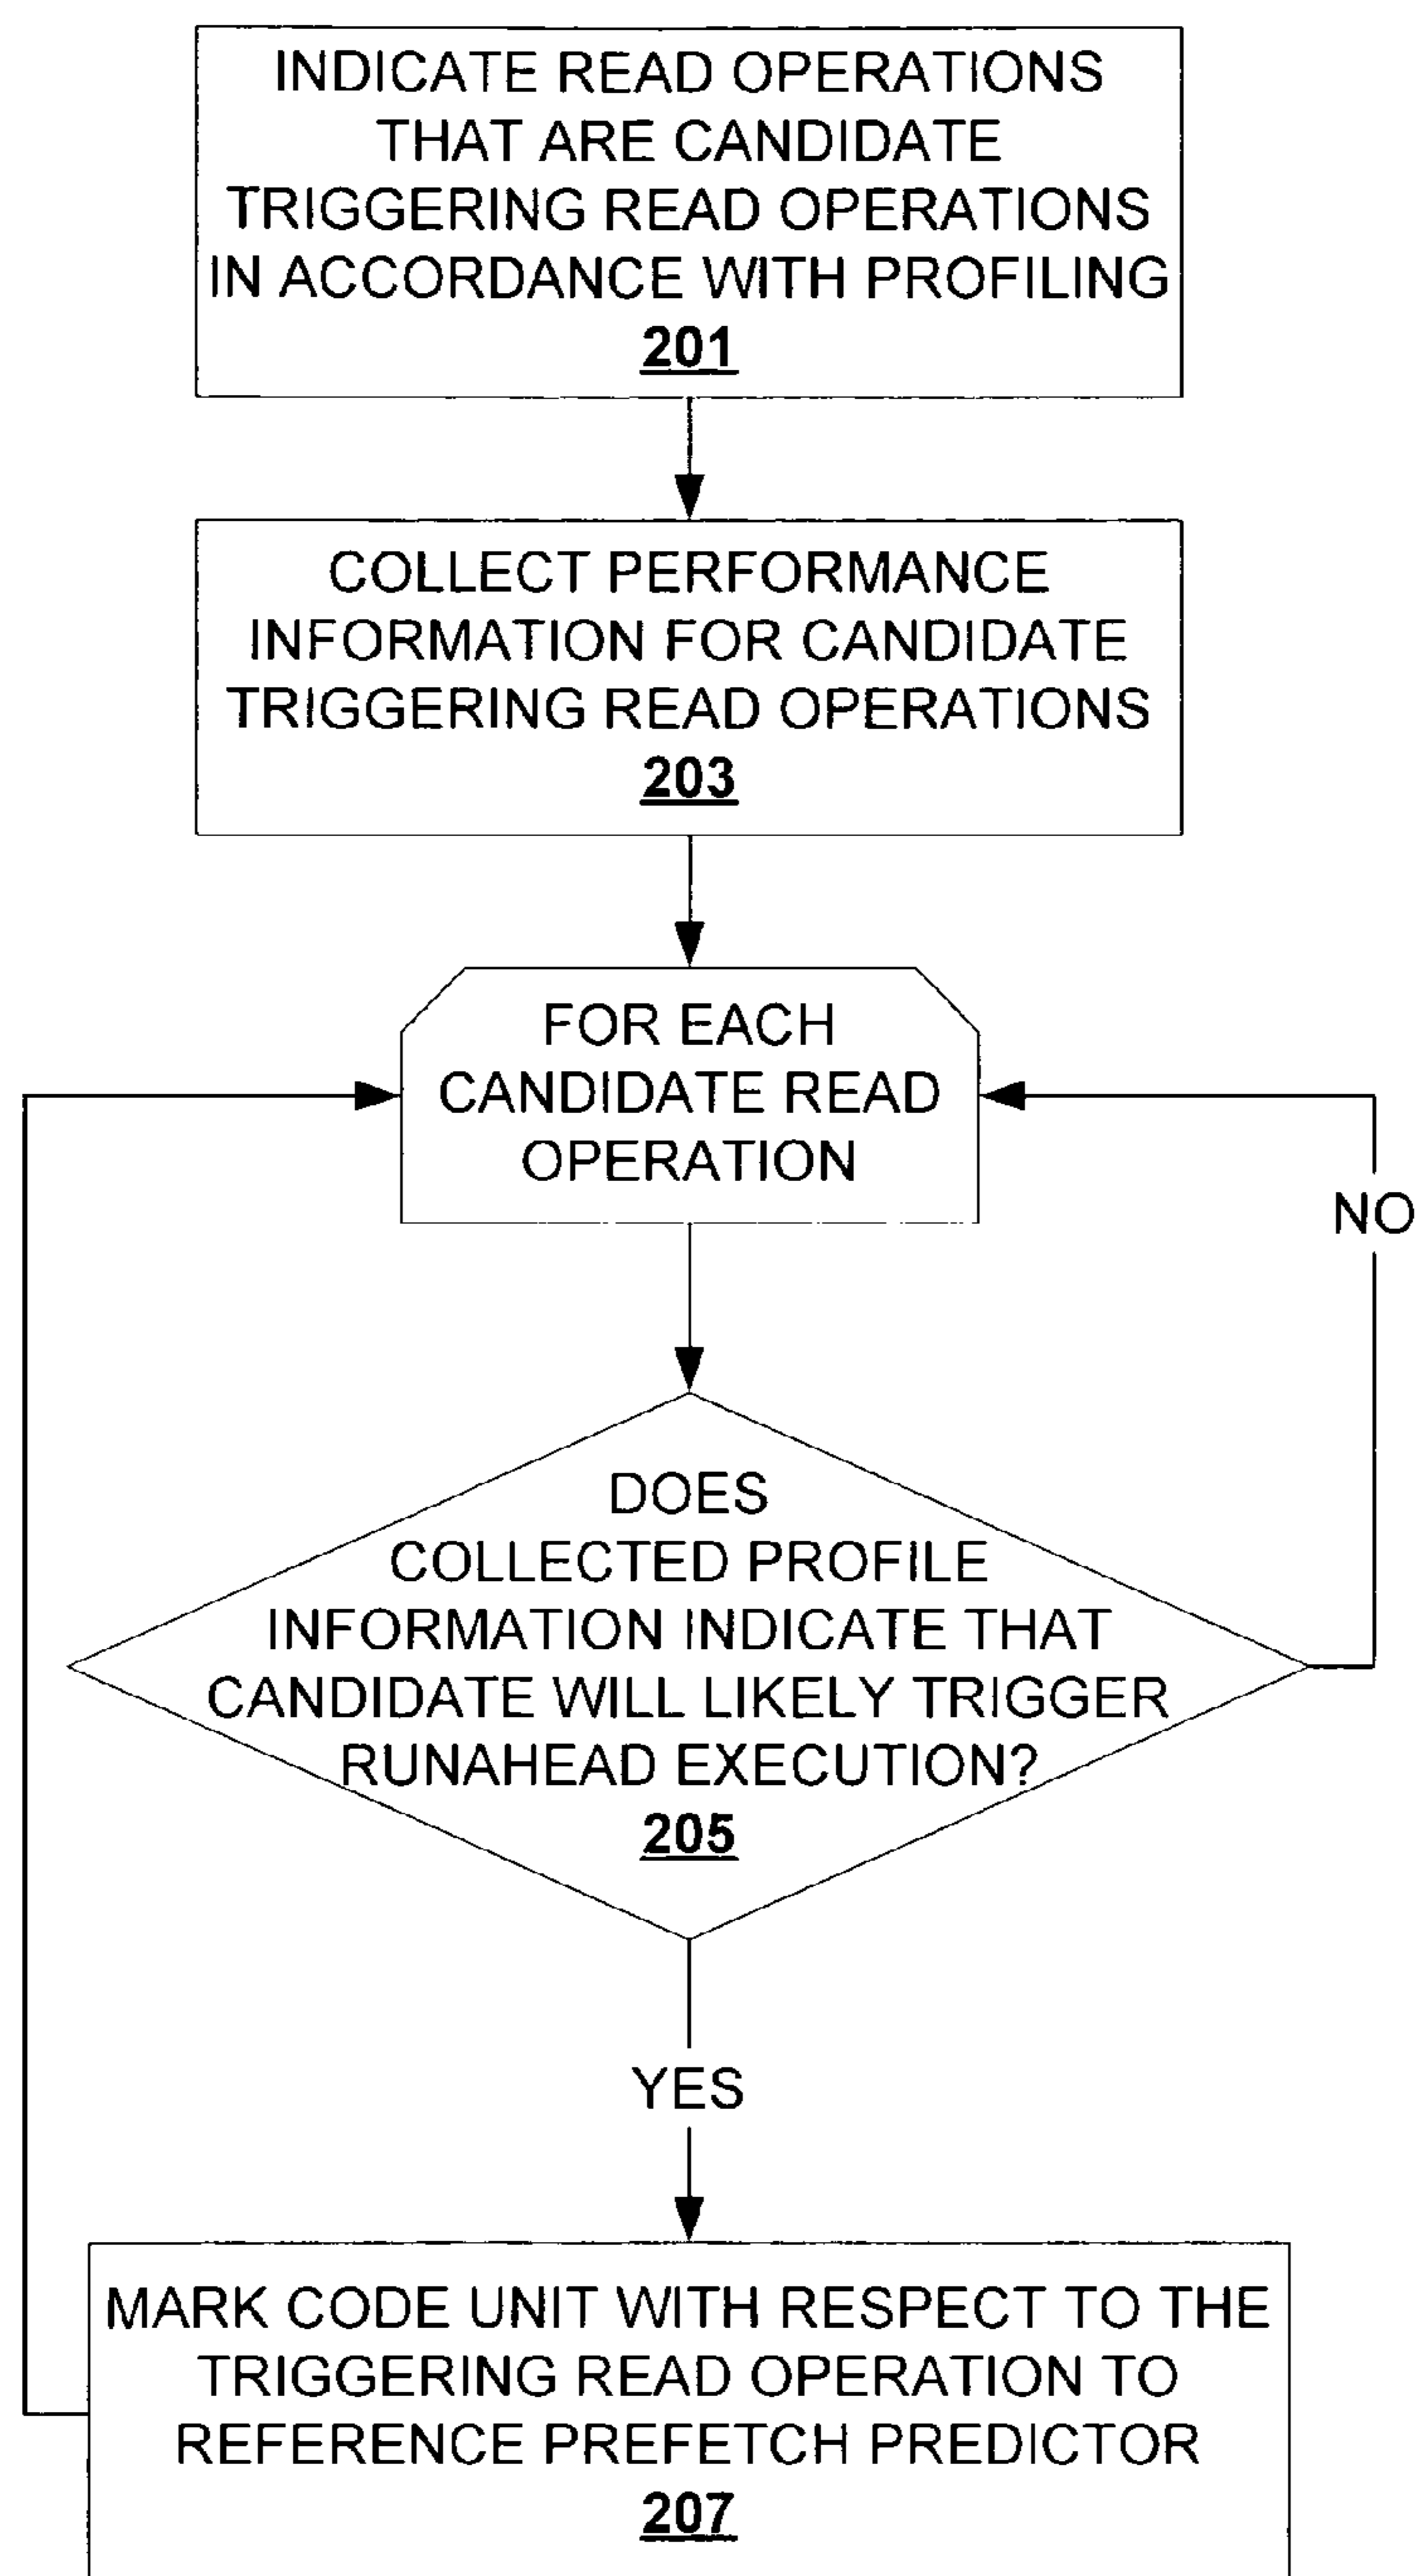 INDICATE READ OPERATIONS
THAT ARE CANDIDATE
TRIGGERING READ OPERATIONS
IN ACCORDANCE WITH PROFILING
201
COLLECT PERFORMANCE
INFORMATION FOR CANDIDATE
TRIGGERING READ OPERATIONS
203
FOR EACH
CANDIDATE READ
OPERATION
NO
DOES
COLLECTED PROFILE
INFORMATION INDICATE THAT
CANDIDATE WILL LIKELY TRIGGER
RUNAHEAD EXECUTION?
205
YES
MARK CODE UNIT WITH RESPECT TO THE
TRIGGERING READ OPERATION TO
REFERENCE PREFETCH PREDICTOR
207